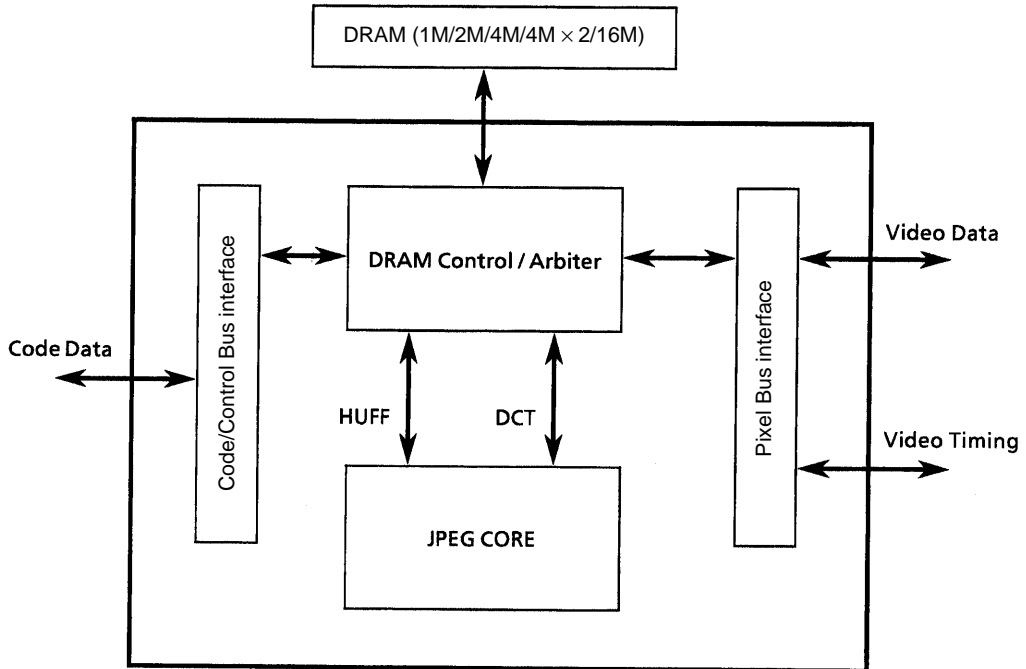 DRAM (1M/2M/4M/4M × 2/16M)
Code/Control Bus interface
DRAM Control / Arbiter
Pixel Bus interface
Video Data
Code Data
HUFF
DCT
Video Timing
JPEG CORE